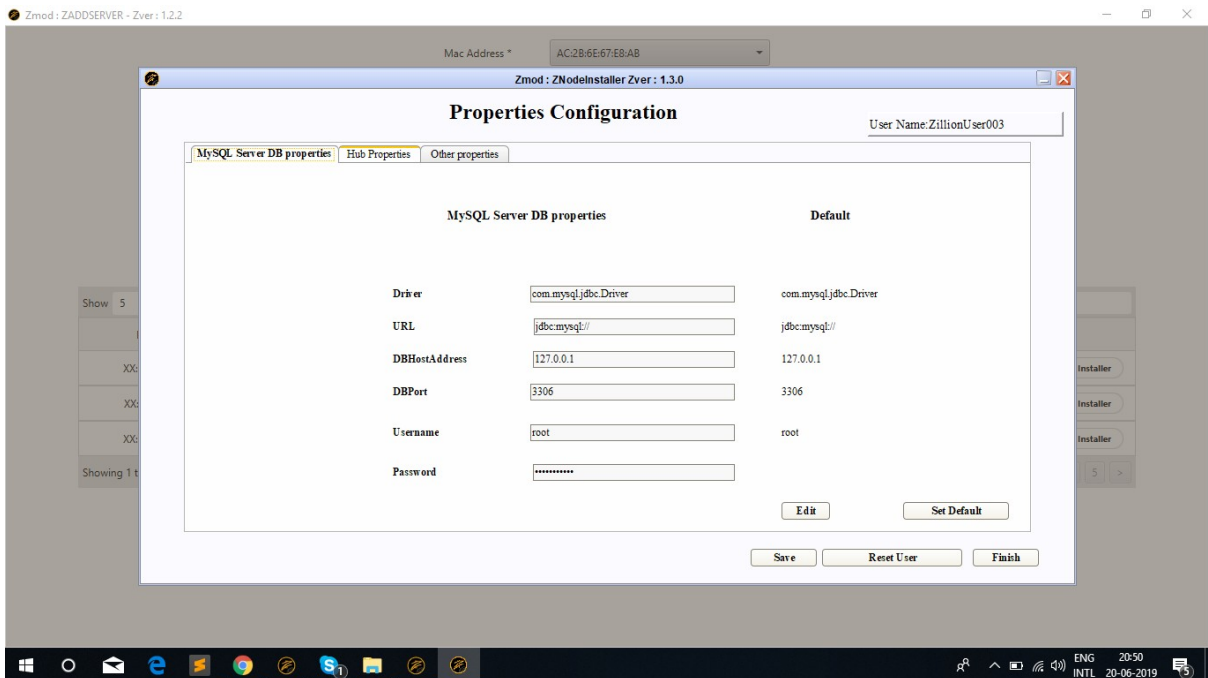 Zmod : ZADDSERVER - Zver : 1.2.2
Mac Address * AC:2B:6E:67:E8:AB
Zmod : ZNodeInstaller Zver : 1.3.0
Properties Configuration
User Name:ZillionUser003
MySQL Server DB properties Hub Properties Other properties
MySQL Server DB properties Default
Driver com.mysql.jdbc.Driver com.mysql.jdbc.Driver
Show 5
URL jdbc:mysql:// jdbc:mysql://
DBHostAddress 127.0.0.1 127.0.0.1
XX: Installer
DBPort 3306 3306
XX: Installer
Username root root
XX: Installer
Password •••••••••••
Showing 1 t 5 >
Edit Set Default
Save Reset User Finish
ENG 20:50
INTL 20-06-2019
1
5